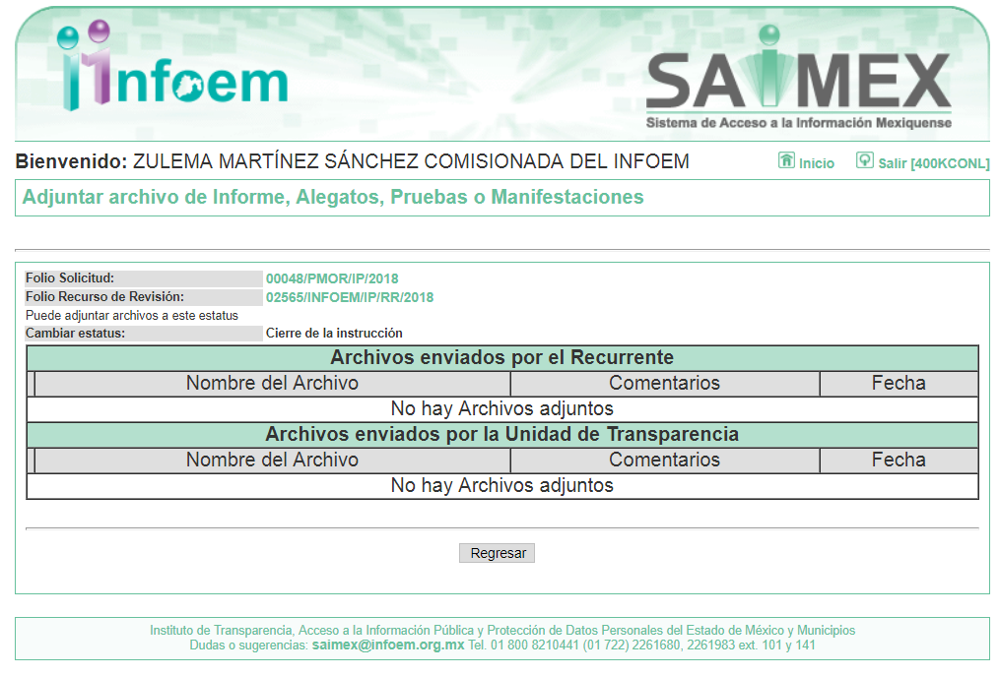 infoem
SAIMEX
Sistema de Acceso a la Información Mexiquense
Bienvenido: ZULEMA MARTÍNEZ SÁNCHEZ COMISIONADA DEL INFOEM
Inicio Salir [400KCONL]
Adjuntar archivo de Informe, Alegatos, Pruebas o Manifestaciones
Folio Solicitud: 00048/PMOR/IP/2018
Folio Recurso de Revisión: 02565/INFOEM/IP/RR/2018
Puede adjuntar archivos a este estatus
Cambiar estatus: Cierre de la instrucción
Archivos enviados por el Recurrente
Nombre del Archivo Comentarios Fecha
No hay Archivos adjuntos
Archivos enviados por la Unidad de Transparencia
Nombre del Archivo Comentarios Fecha
No hay Archivos adjuntos
Regresar
Instituto de Transparencia, Acceso a la Información Pública y Protección de Datos Personales del Estado de México y Municipios
Dudas o sugerencias: saimex@infoem.org.mx Tel. 01 800 8210441 (01 722) 2261680, 2261983 ext. 101 y 141